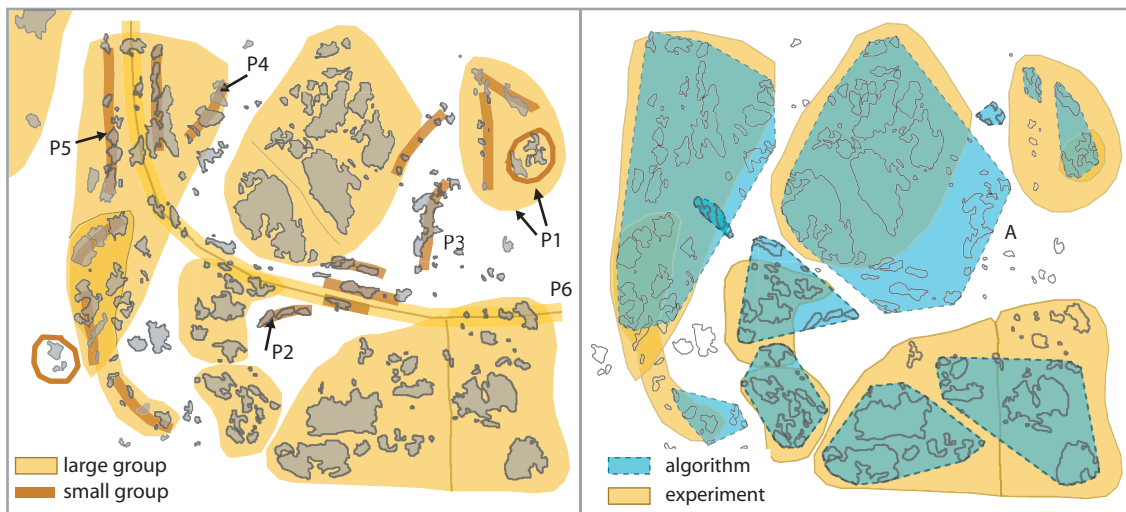 P4
P5
P1
P3
P6
P2
large group
small group
A
algorithm
experiment